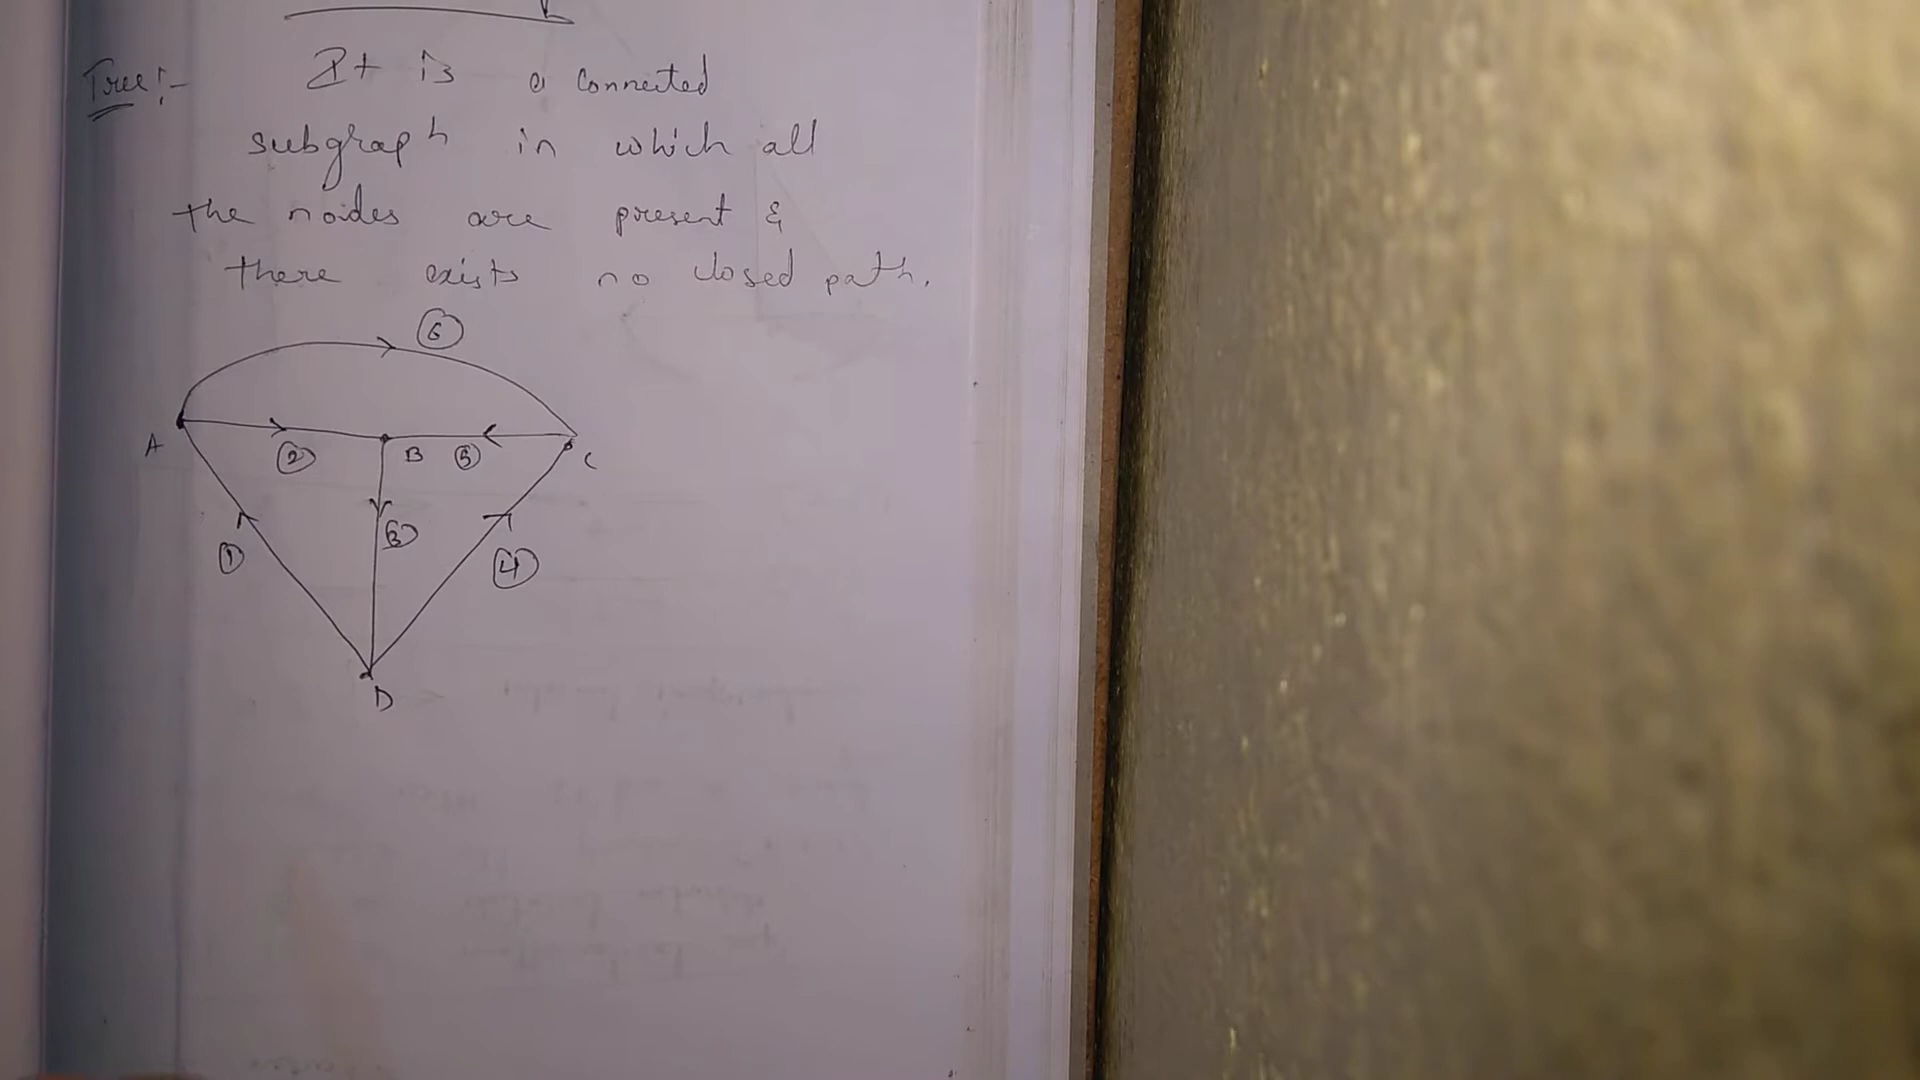 Tree:- It is a connected
subgraph in which all
the nodes are present &
there exists no closed path.
6
A
2
B
5
C
1
3
4
D